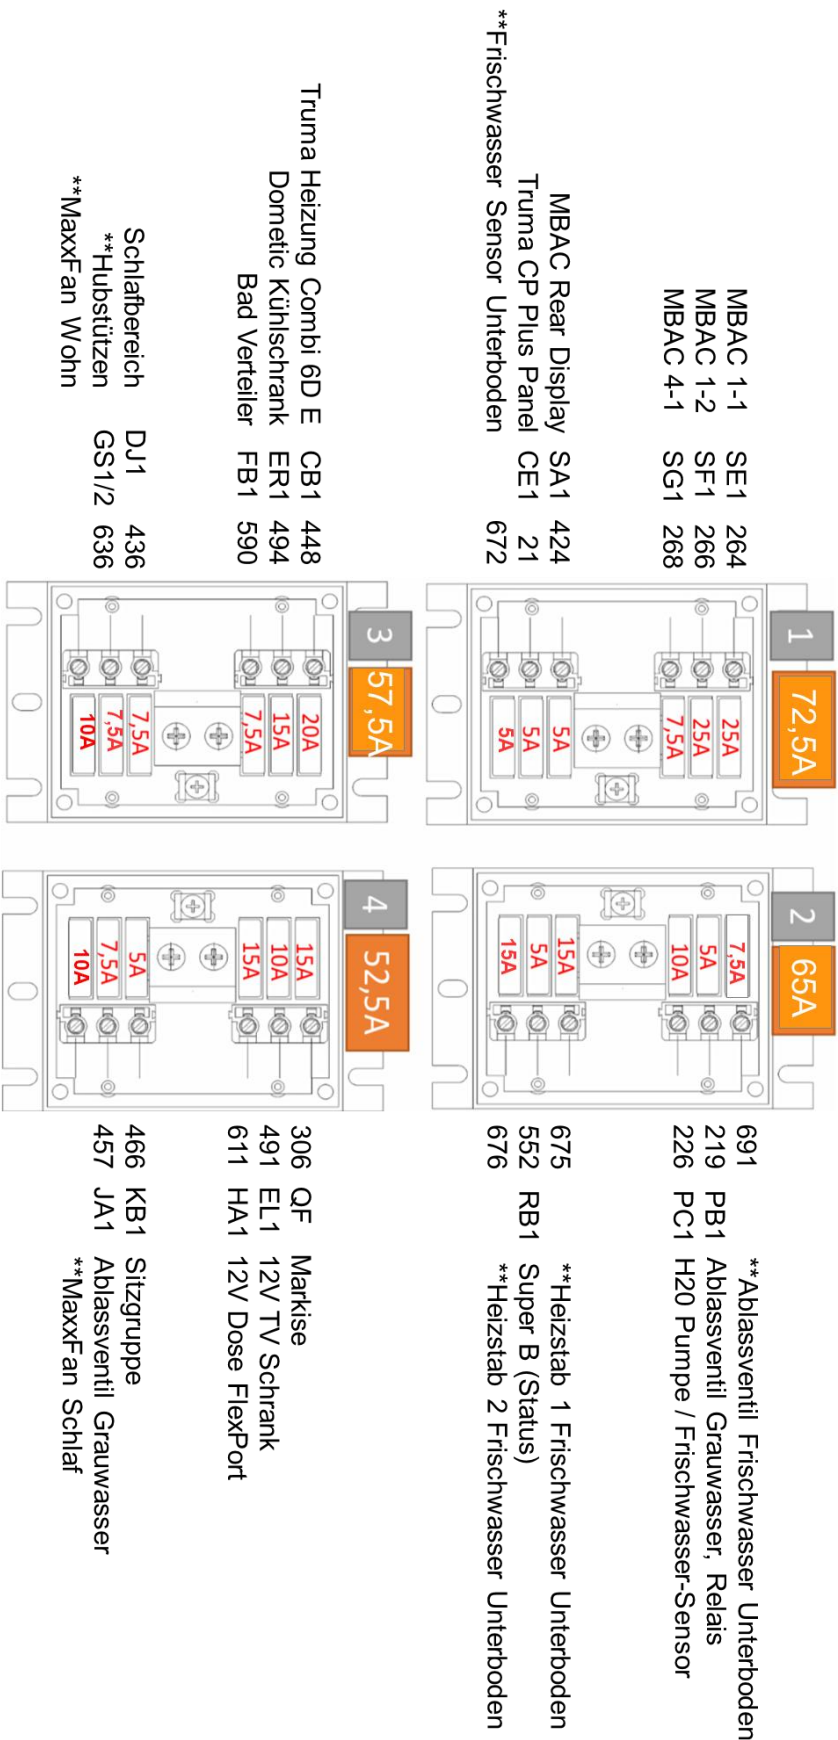 1 72,5A
MBAC 1-1 SE1 264 25A
MBAC 1-2 SF1 266 25A
MBAC 4-1 SG1 268 7,5A
MBAC Rear Display SA1 424 5A
Truma CP Plus Panel CE1 21 5A
**Frischwasser Sensor Unterboden 672 5A
2 65A
7,5A 691 **Ablassventil Frischwasser Unterboden
5A 219 PB1 Ablassventil Grauwasser, Relais
10A 226 PC1 H20 Pumpe / Frischwasser-Sensor
15A 675 **Heizstab 1 Frischwasser Unterboden
5A 552 RB1 Super B (Status)
15A 676 **Heizstab 2 Frischwasser Unterboden
3 57,5A
Truma Heizung Combi 6D E CB1 448 20A
Dometic Kühlschrank ER1 494 15A
Bad Verteiler FB1 590 7,5A
Schlafbereich DJ1 436 7,5A
**Hubstützen GS1/2 636 7,5A
**MaxxFan Wohn 10A
4 52,5A
15A 306 QF Markise
10A 491 EL1 12V TV Schrank
15A 611 HA1 12V Dose FlexPort
5A 466 KB1 Sitzgruppe
7,5A 457 JA1 Ablassventil Grauwasser
10A **MaxxFan Schlaf